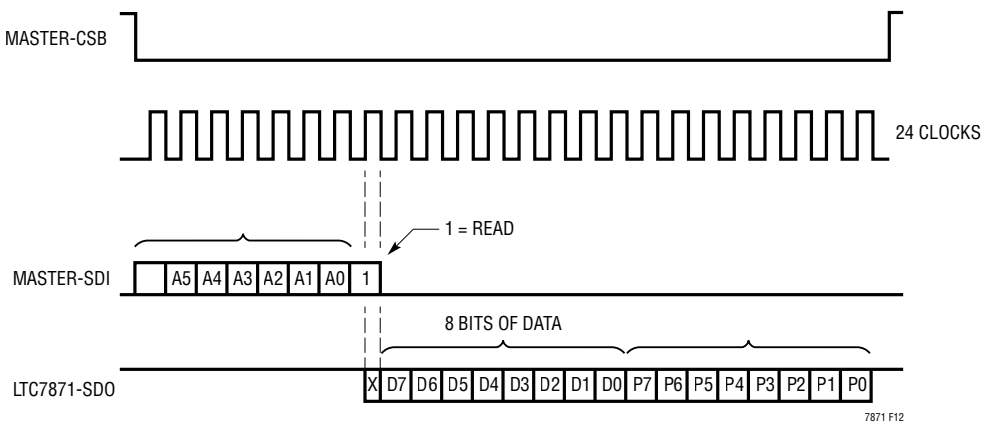 MASTER-CSB
24 CLOCKS
1 = READ
MASTER-SDI
A5 A4 A3 A2 A1 A0 1
8 BITS OF DATA
LTC7871-SDO
X D7 D6 D5 D4 D3 D2 D1 D0 P7 P6 P5 P4 P3 P2 P1 P0
7871 F12